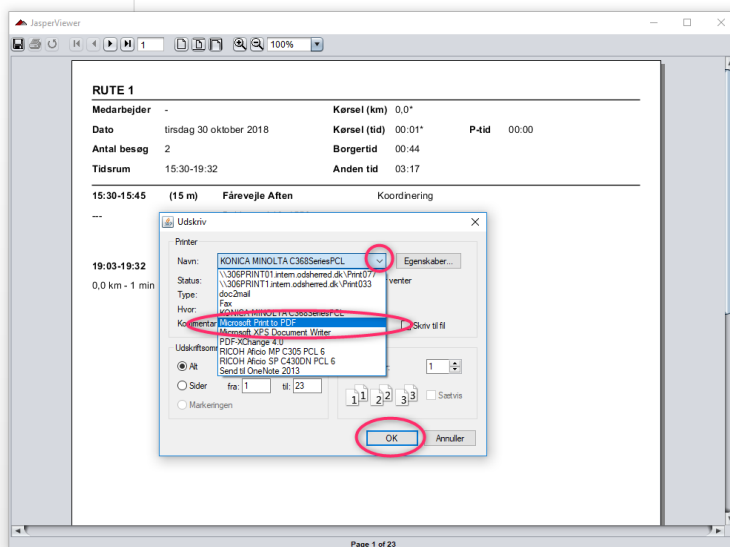 JasperViewer
1 100%
RUTE 1
Medarbejder - Kørsel (km) 0,0*
Dato tirsdag 30 oktober 2018 Kørsel (tid) 00:01* P-tid 00:00
Antal besøg 2 Borgertid 00:44
Tidsrum 15:30-19:32 Anden tid 03:17
15:30-15:45 (15 m) Fårevejle Aften Koordinering
---
Udskriv
Printer
Navn: KONICA MINOLTA C368SeriesPCL Egenskaber...
\\306PRINT01.intern.odsherred.dk\Print077
Status: \\306PRINT1.intern.odsherred.dk\Print033 venter
Type: doc2mail
Fax
Hvor: KONICA MINOLTA C368SeriesPCL
Kommentar Microsoft Print to PDF Skriv til fil
Microsoft XPS Document Writer
PDF-XChange 4.0
RICOH Aficio MP C305 PCL 6
RICOH Aficio SP C430DN PCL 6
Send til OneNote 2013
19:03-19:32
0,0 km - 1 min
Alt 1
Sider fra: 1 til: 23
1 1 2 2 3 3 Sætvis
Markeringen
OK Annuller
Page 1 of 23